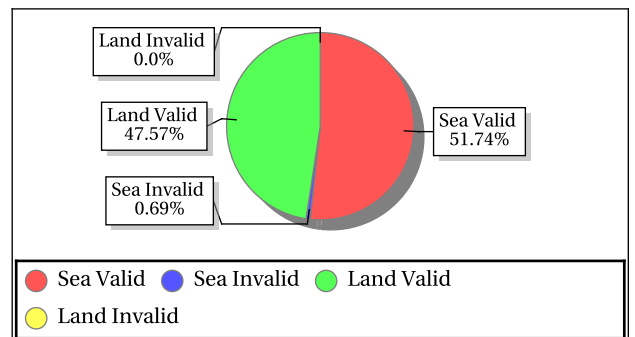 Land Invalid
0.0%
Land Valid
47.57%
Sea Valid
51.74%
Sea Invalid
0.69%
Sea Valid Sea Invalid Land Valid
Land Invalid